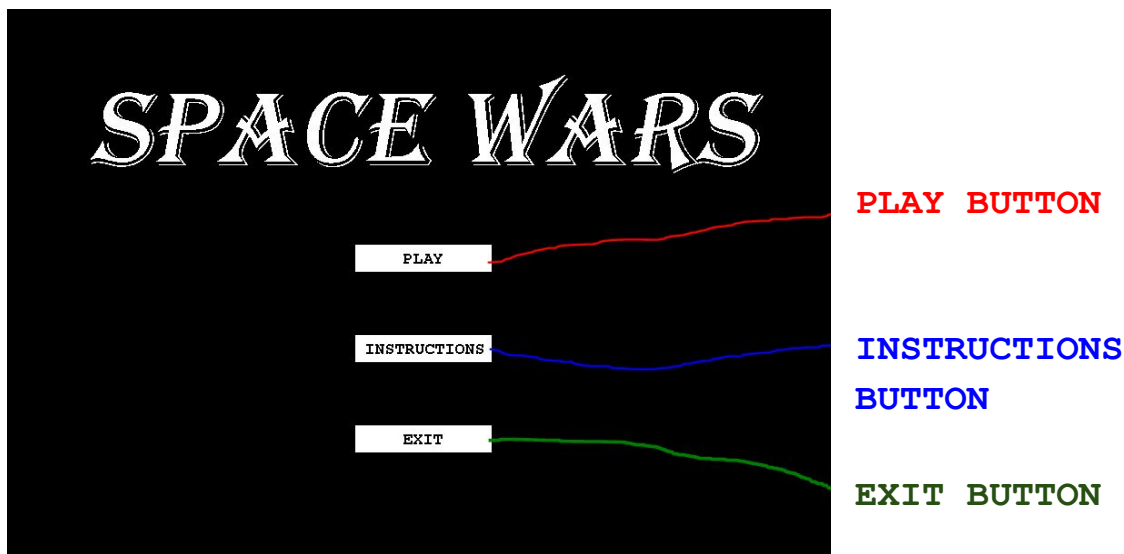 SPACE WARS
PLAY BUTTON
PLAY
INSTRUCTIONS
INSTRUCTIONS
BUTTON
EXIT
EXIT BUTTON